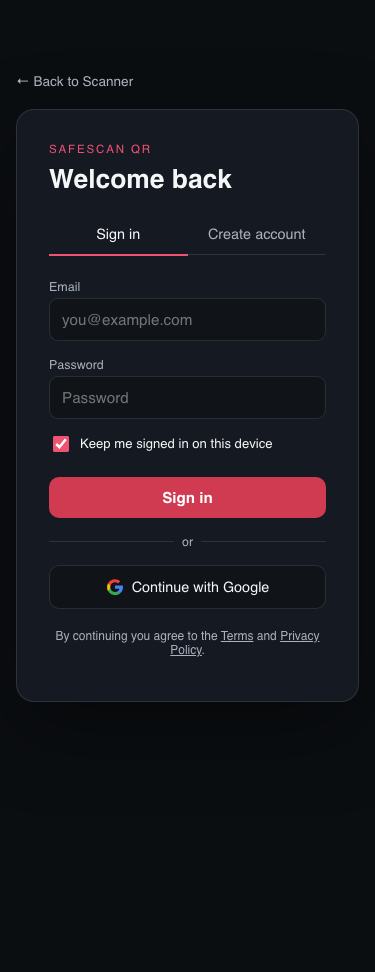 ← Back to Scanner
SAFESCAN QR
Welcome back
Sign in
Create account
Email
you@example.com
Password
Password
Keep me signed in on this device
Sign in
or
Continue with Google
By continuing you agree to the Terms and Privacy
Policy.